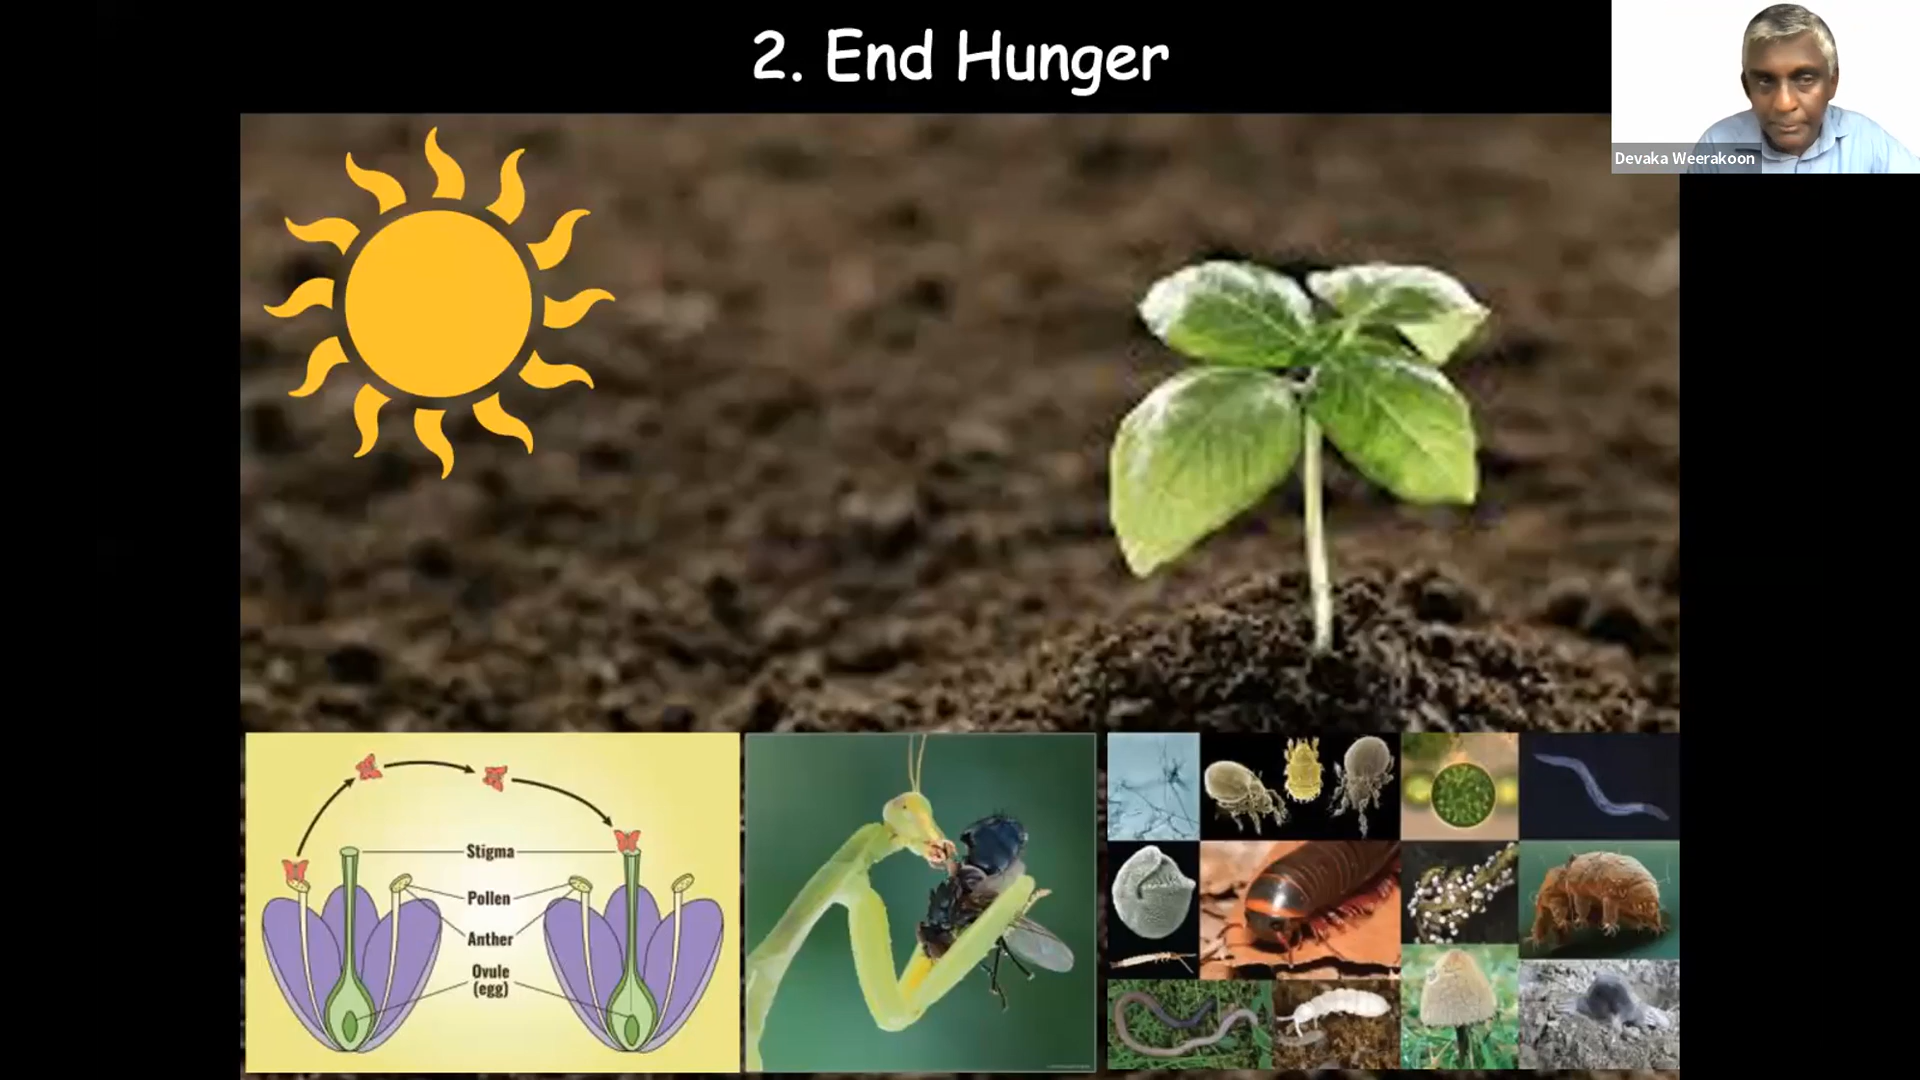 2. End Hunger
Devaka Weerakoon
Stigma
Pollen
Anther
Ovule
(egg)